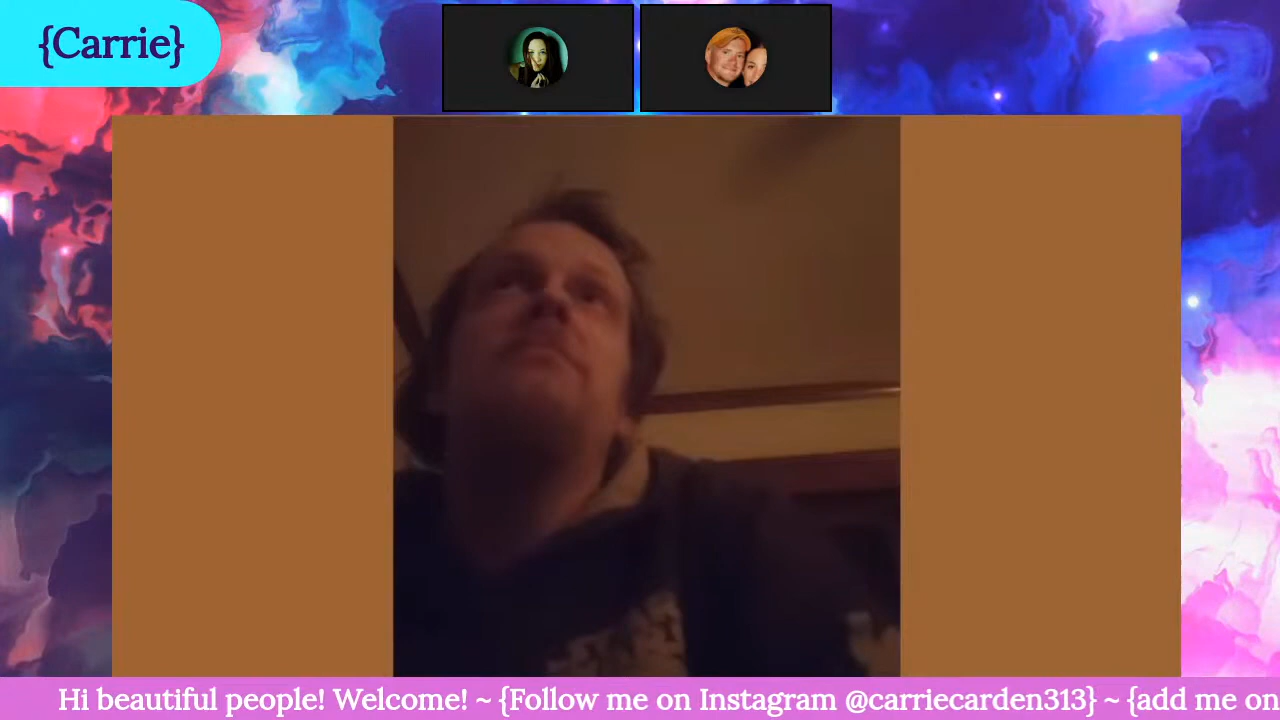 {Carrie}
Hi beautiful people! Welcome! ~ {Follow me on Instagram @carriecarden313} ~ {add me on